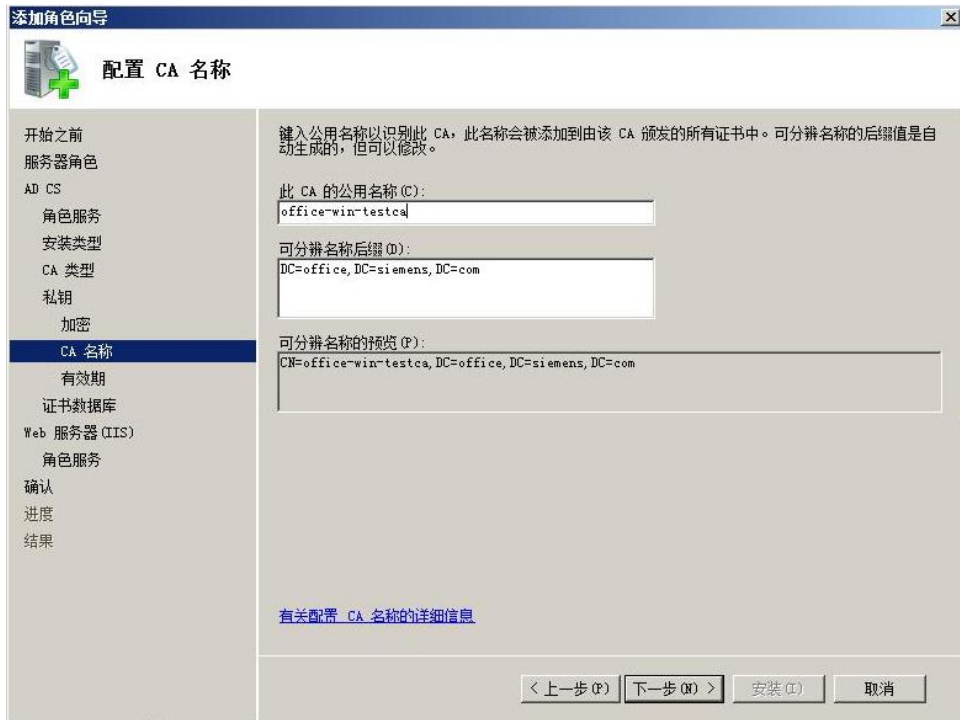 添加角色向导
配置 CA 名称
开始之前
服务器角色
AD CS
角色服务
安装类型
CA 类型
私钥
加密
CA 名称
有效期
证书数据库
Web 服务器(IIS)
角色服务
确认
进度
结果
键入公用名称以识别此 CA，此名称会被添加到由该 CA 颁发的所有证书中。可分辨名称的后缀值是自
动生成的，但可以修改。
此 CA 的公用名称(C):
office-win-testca
可分辨名称后缀(D):
DC=office,DC=siemens,DC=com
可分辨名称的预览(P):
CN=office-win-testca,DC=office,DC=siemens,DC=com
有关配置 CA 名称的详细信息
< 上一步(P)
下一步(N) >
安装(I)
取消